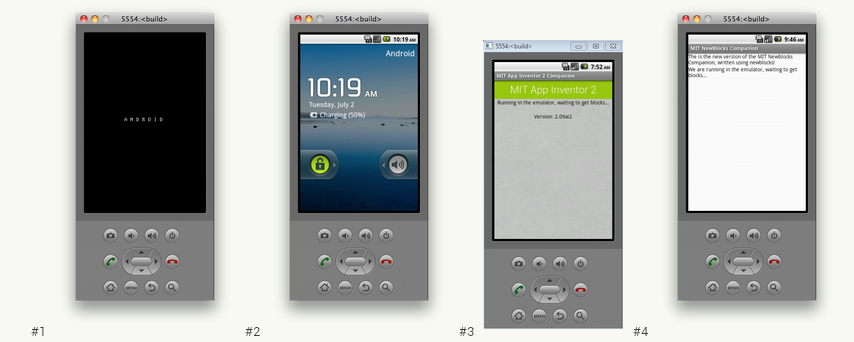 5554:<build>
ANDROID
MENU
#1
5554:<build>
10:19 AM
Android
10:19 AM
Tuesday, July 2
Charging (50%)
MENU
#2
5554:<build>
7:52 AM
MIT App Inventor 2 Companion
MIT App Inventor 2
Running in the emulator, waiting to get blocks...
Version: 2.09ai2
MENU
#3
5554:<build>
9:46 AM
MIT NewBlocks Companion
The is the new version of the MIT Newblocks
Companion, written using newblocks!
We are running in the emulator, waiting to get
blocks...
MENU
#4